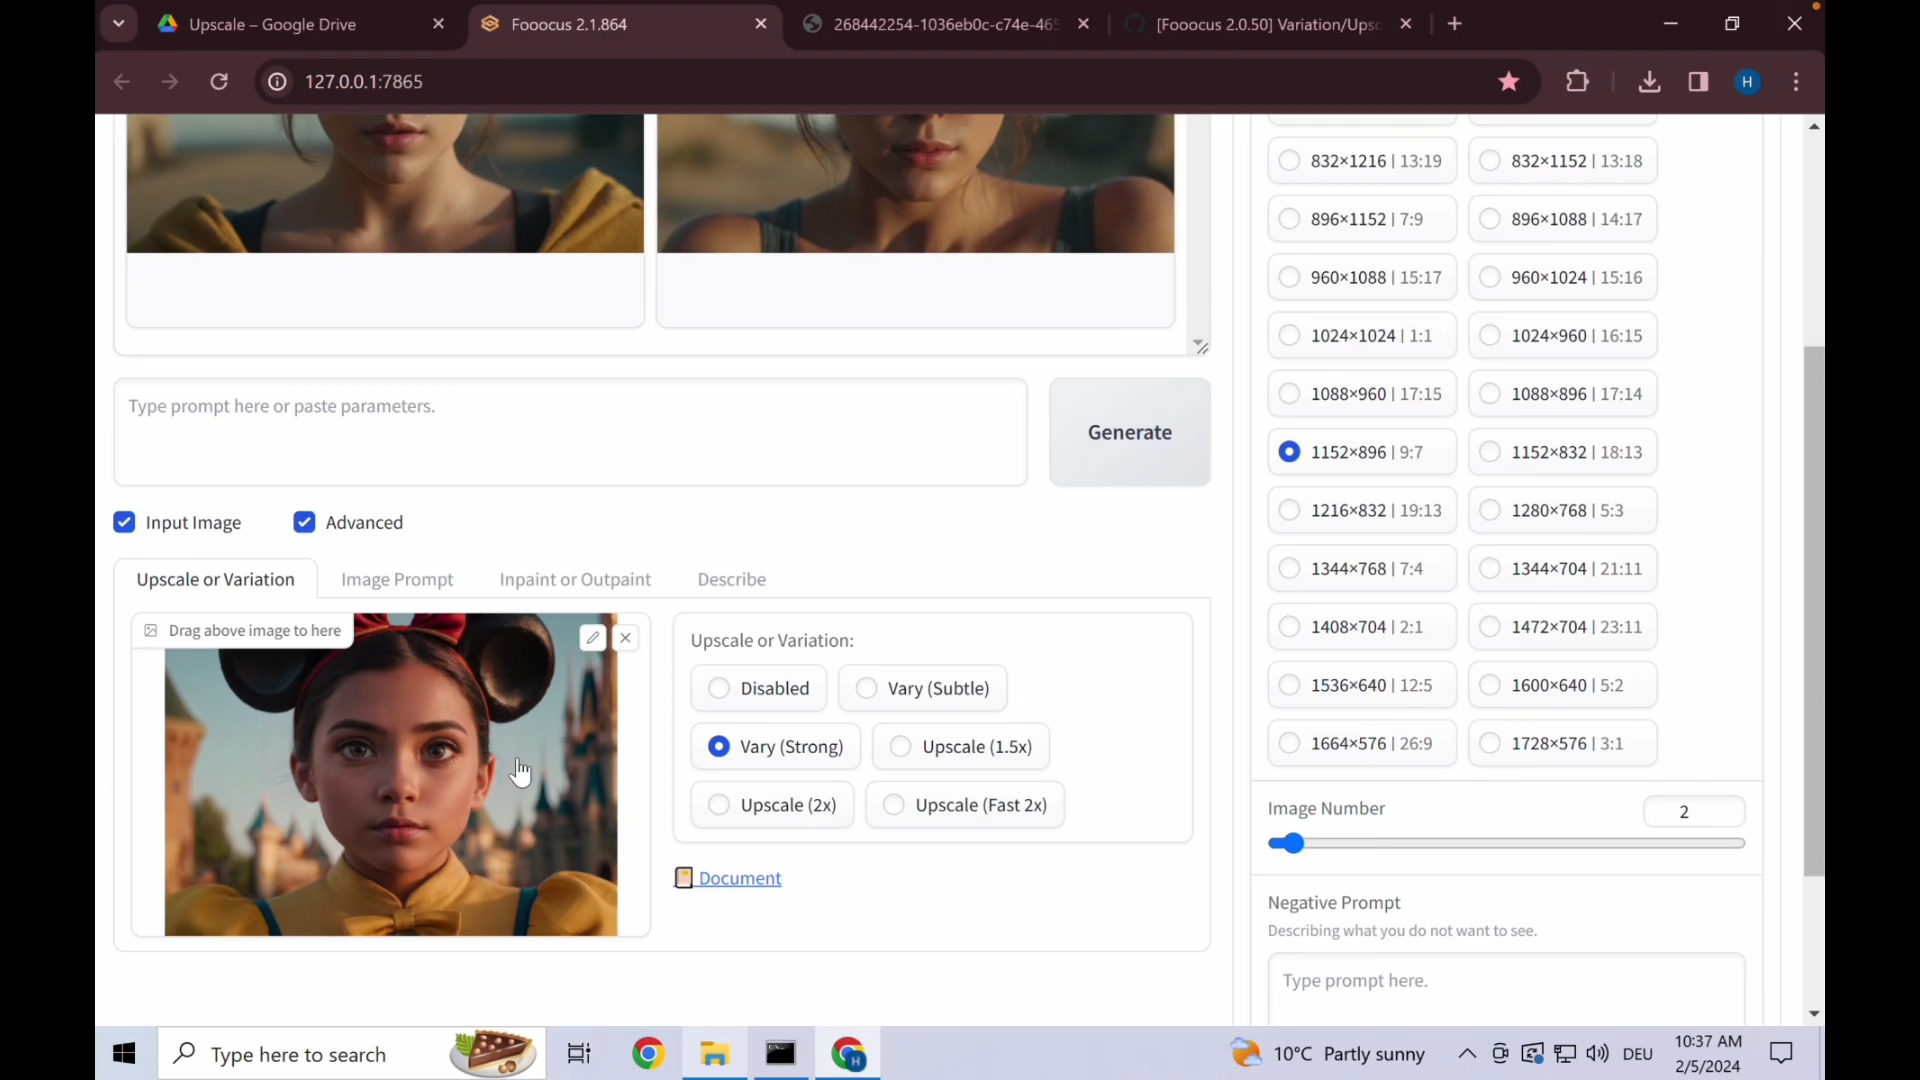 Upscale – Google Drive
Fooocus 2.1.864
268442254-1036eb0c-c74e-465
[Fooocus 2.0.50] Variation/Upsc
127.0.0.1:7865
H
832×1216 | 13:19
832×1152 | 13:18
896×1152 | 7:9
896×1088 | 14:17
960×1088 | 15:17
960×1024 | 15:16
1024×1024 | 1:1
1024×960 | 16:15
1088×960 | 17:15
1088×896 | 17:14
1152×896 | 9:7
1152×832 | 18:13
1216×832 | 19:13
1280×768 | 5:3
1344×768 | 7:4
1344×704 | 21:11
1408×704 | 2:1
1472×704 | 23:11
1536×640 | 12:5
1600×640 | 5:2
1664×576 | 26:9
1728×576 | 3:1
Type prompt here or paste parameters.
Generate
Input Image
Advanced
Upscale or Variation
Image Prompt
Inpaint or Outpaint
Describe
Drag above image to here
Upscale or Variation:
Disabled
Vary (Subtle)
Vary (Strong)
Upscale (1.5x)
Upscale (2x)
Upscale (Fast 2x)
Document
Image Number
2
Negative Prompt
Describing what you do not want to see.
Type prompt here.
Type here to search
H
10°C Partly sunny
DEU
10:37 AM
2/5/2024